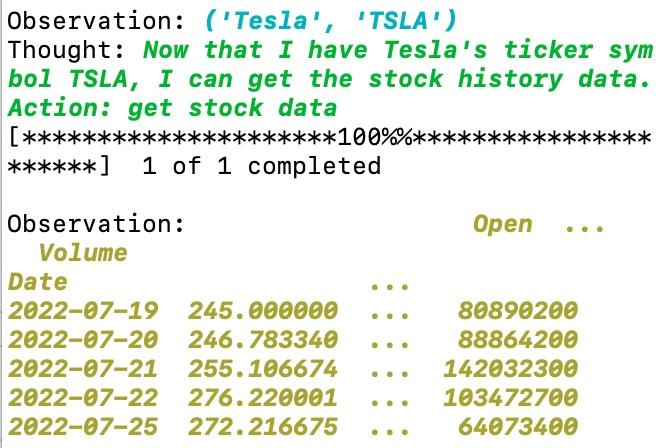 Observation: ('Tesla', 'TSLA')
Thought: Now that I have Tesla's ticker sym
bol TSLA, I can get the stock history data.
Action: get stock data
[*********************100%%****************
******]  1 of 1 completed
Observation:                   Open  ...
  Volume
Date                    ...
2022-07-19  245.000000  ...   80890200
2022-07-20  246.783340  ...   88864200
2022-07-21  255.106674  ...  142032300
2022-07-22  276.220001  ...  103472700
2022-07-25  272.216675  ...   64073400